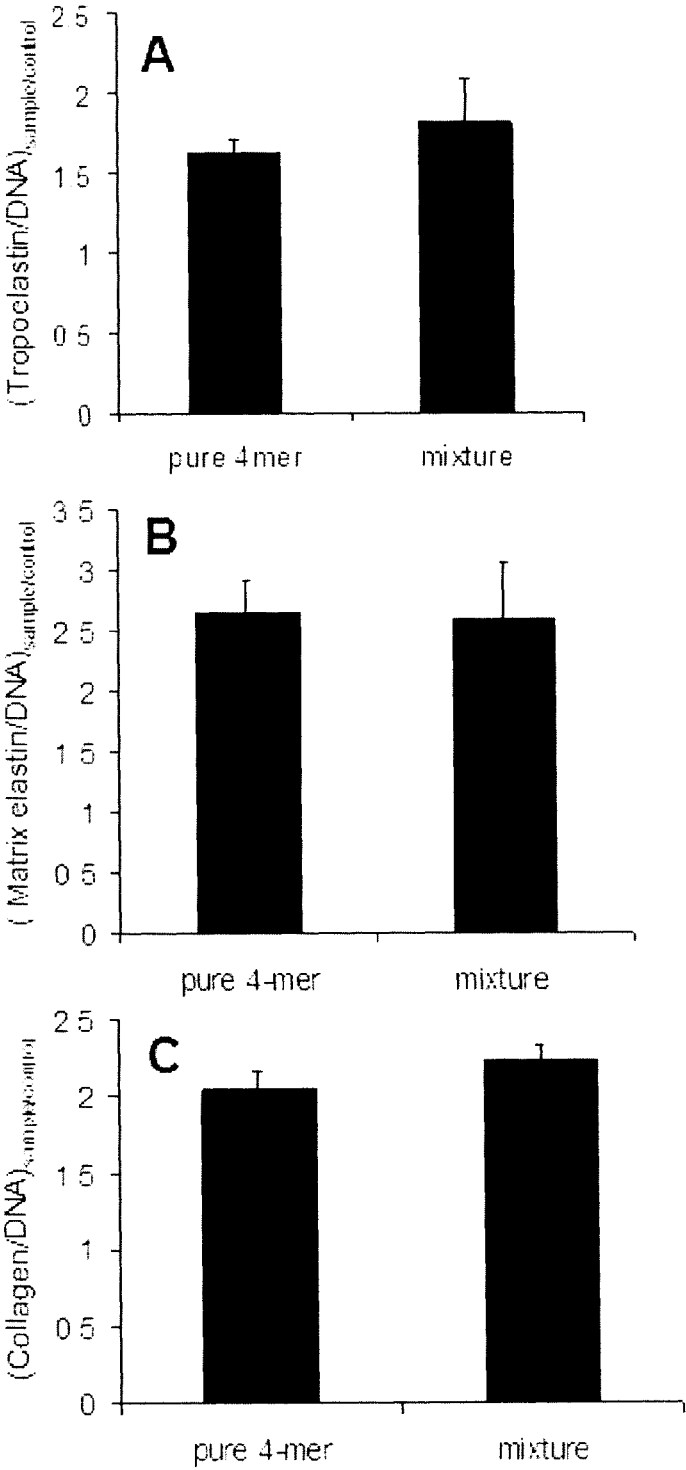 A
(Tropoelastin/DNA)sample/control
2 5
2
1 5
1
0 5
0
pure 4mer
mixture
B
( Matrix elastin/DNA)sample/control
3 5
3
2 5
2
1 5
1
0 5
0
pure 4-mer
mixture
C
(Collagen/DNA)sample/control
2 5
2
1 5
1
0 5
0
pure 4-mer
mixture